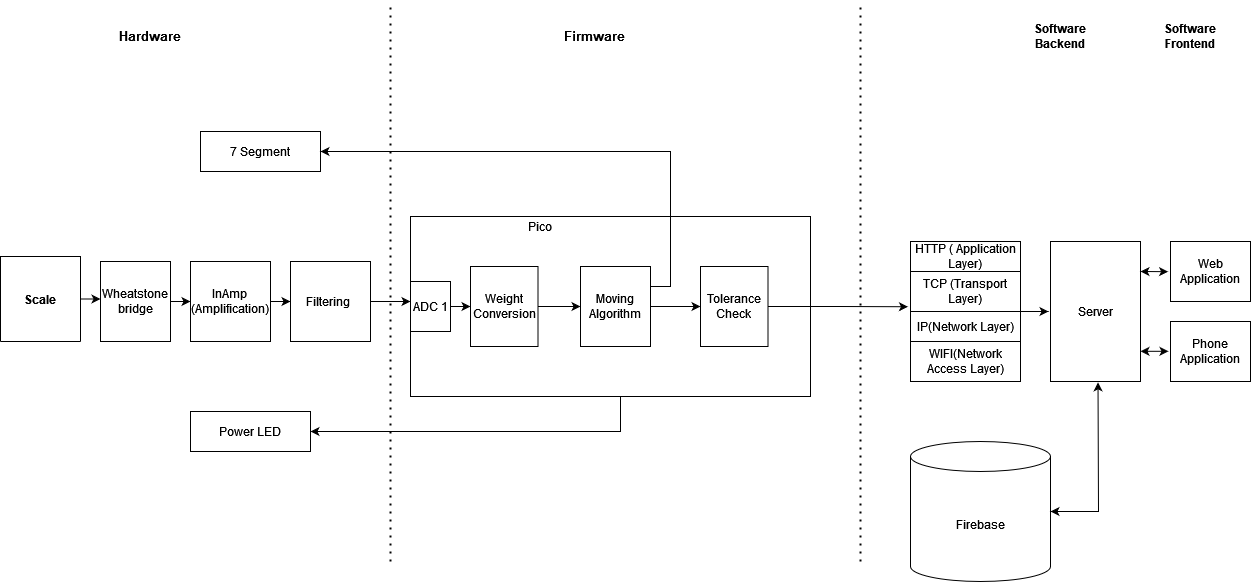 Hardware
Firmware
Software
Backend
Software
Frontend
7 Segment
Pico
Scale
Wheatstone
bridge
InAmp
(Amplification)
Filtering
ADC 1
Weight
Conversion
Moving
Algorithm
Tolerance
Check
HTTP ( Application
Layer)
TCP (Transport
Layer)
IP(Network Layer)
WIFI(Network
Access Layer)
Server
Web
Application
Phone
Application
Power LED
Firebase